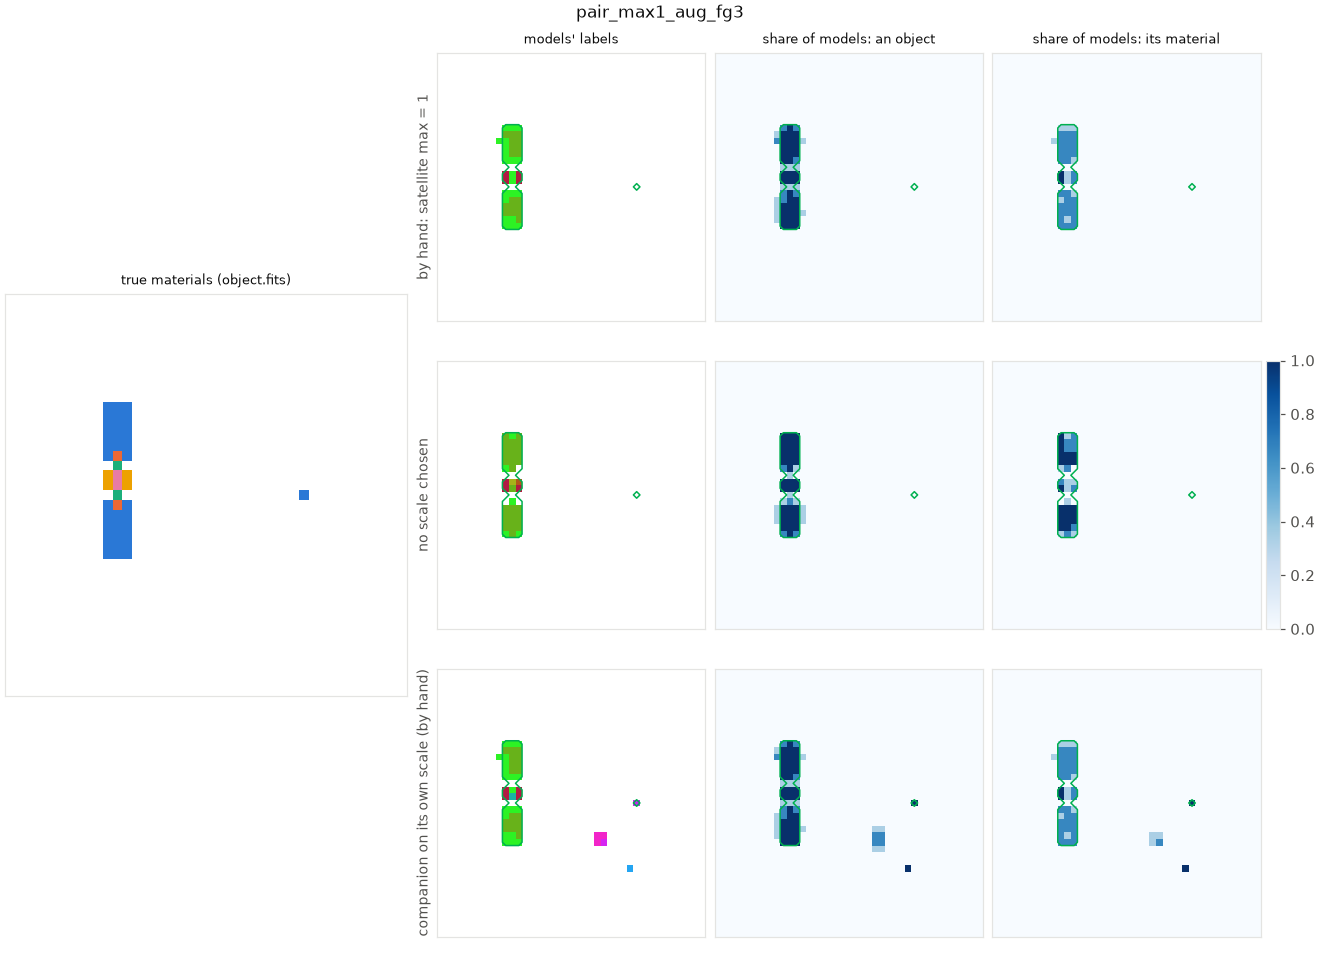 pair_max1_aug_fg3
models' labels
share of models: an object
share of models: its material
by hand: satellite max = 1
true materials (object.fits)
no scale chosen
1.0
0.8
0.6
0.4
0.2
0.0
companion on its own scale (by hand)